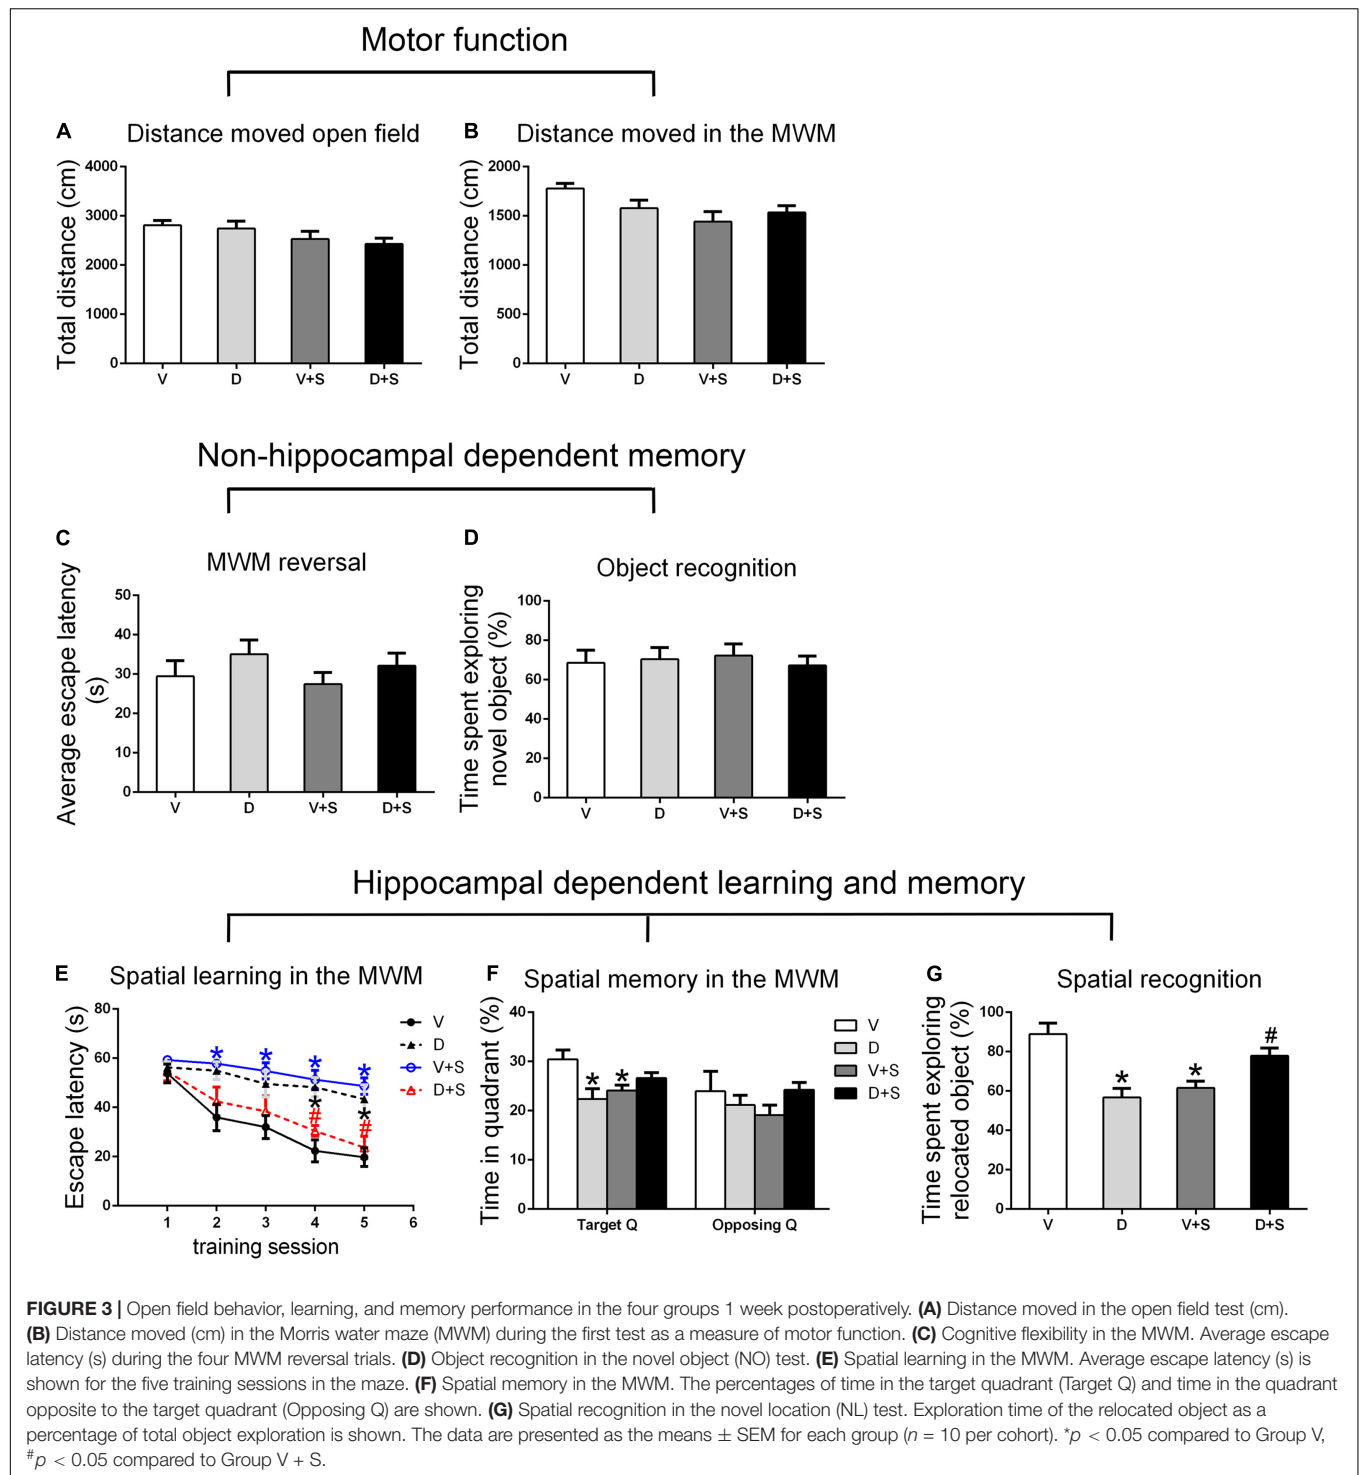 Motor function
A Distance moved open field
Total distance (cm)
4000
3000
2000
1000
0
V D V+S D+S
B Distance moved in the MWM
Total distance (cm)
2000
1500
1000
500
0
V D V+S D+S
Non-hippocampal dependent memory
C MWM reversal
Average escape latency
(s)
50
40
30
20
10
0
V D V+S D+S
D Object recognition
Time spent exploring
novel object (%)
100
80
60
40
20
0
V D V+S D+S
Hippocampal dependent learning and memory
E Spatial learning in the MWM
Escape latency (s)
80
60
40
20
0
* * * *
* *
# #
1 2 3 4 5 6
training session
V
D
V+S
D+S
F Spatial memory in the MWM
Time in quadrant (%)
40
30
20
10
0
* *
Target Q Opposing Q
V
D
V+S
D+S
G Spatial recognition
Time spent exploring
relocated object (%)
100
80
60
40
20
0
* * #
V D V+S D+S
FIGURE 3 | Open field behavior, learning, and memory performance in the four groups 1 week postoperatively. (A) Distance moved in the open field test (cm).
(B) Distance moved (cm) in the Morris water maze (MWM) during the first test as a measure of motor function. (C) Cognitive flexibility in the MWM. Average escape
latency (s) during the four MWM reversal trials. (D) Object recognition in the novel object (NO) test. (E) Spatial learning in the MWM. Average escape latency (s) is
shown for the five training sessions in the maze. (F) Spatial memory in the MWM. The percentages of time in the target quadrant (Target Q) and time in the quadrant
opposite to the target quadrant (Opposing Q) are shown. (G) Spatial recognition in the novel location (NL) test. Exploration time of the relocated object as a
percentage of total object exploration is shown. The data are presented as the means ± SEM for each group (n = 10 per cohort). *p < 0.05 compared to Group V,
#p < 0.05 compared to Group V + S.